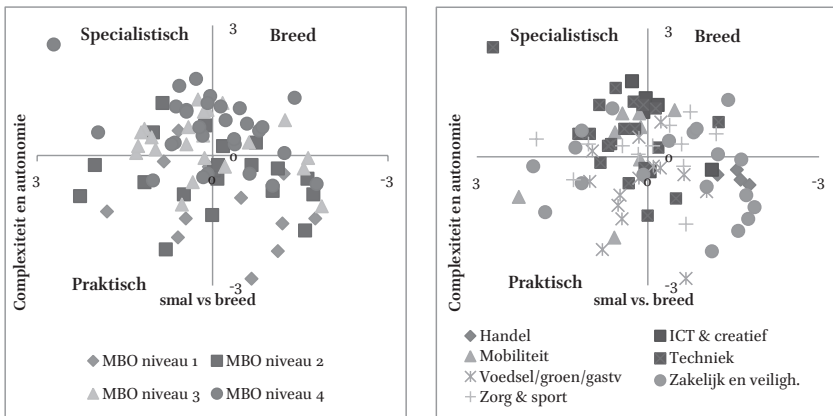 Specialistisch
3
Breed
Complexiteit en autonomie
3
0
0
-3
Praktisch
-3
smal vs breed
MBO niveau 1
MBO niveau 2
MBO niveau 3
MBO niveau 4
Specialistisch
3
Breed
Complexiteit en autonomie
3
0
0
-3
Praktisch
-3
smal vs. breed
Handel
Mobiliteit
Voedsel/groen/gastv
Zorg & sport
ICT & creatief
Techniek
Zakelijk en veiligh.